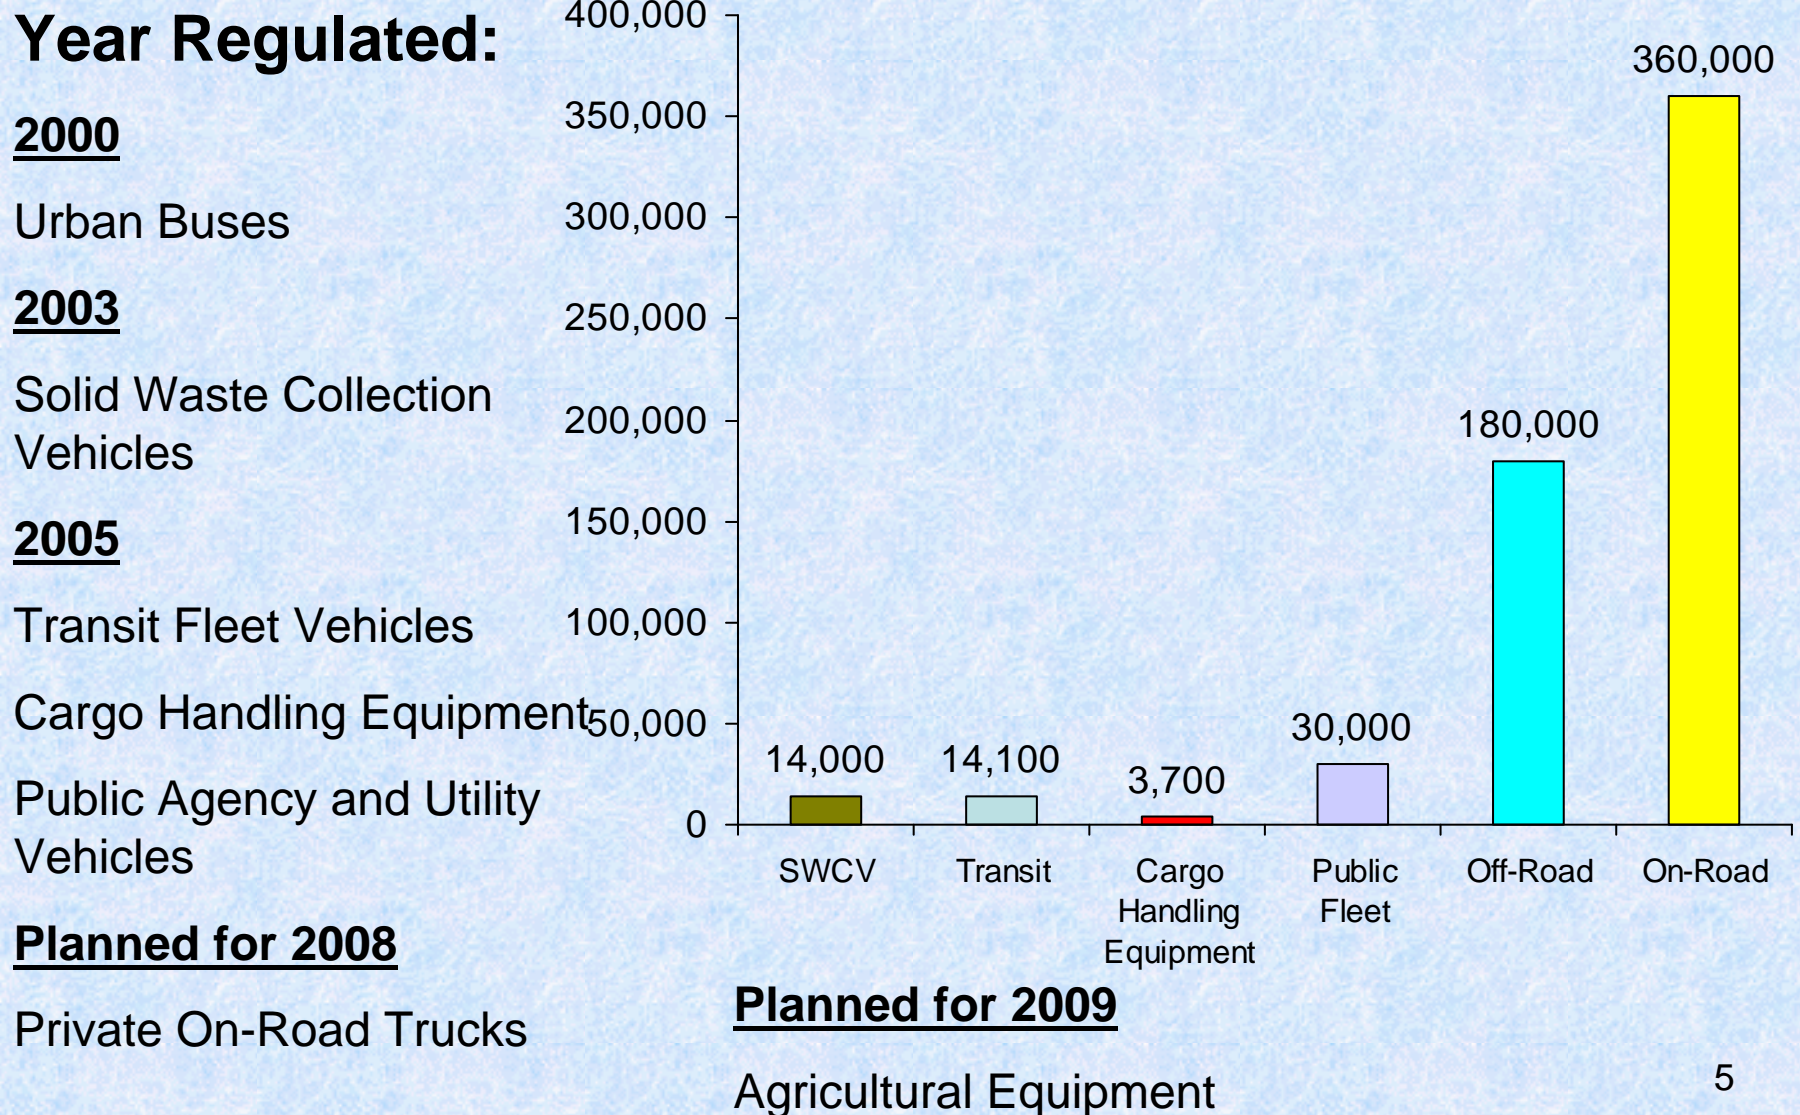 Year Regulated:
2000
Urban Buses
2003
Solid Waste Collection
Vehicles
2005
Transit Fleet Vehicles
Cargo Handling Equipment
Public Agency and Utility
Vehicles
Planned for 2008
Private On-Road Trucks
400,000
350,000
300,000
250,000
200,000
150,000
100,000
50,000
0
14,000
14,100
3,700
30,000
180,000
360,000
SWCV
Transit
Cargo
Handling
Equipment
Public
Fleet
Off-Road
On-Road
Planned for 2009
Agricultural Equipment
5